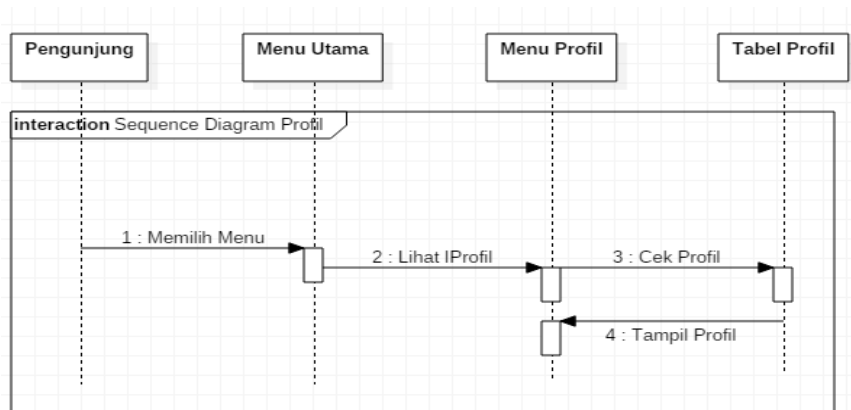 Pengunjung
Menu Utama
Menu Profil
Tabel Profil
interaction Sequence Diagram Profil
1 : Memilih Menu
2 : Lihat IProfil
3 : Cek Profil
4 : Tampil Profil